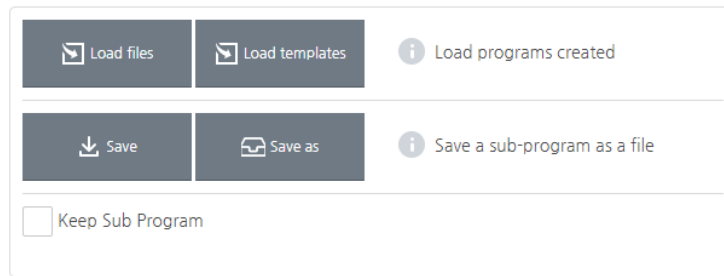 Load files Load templates Load programs created
Save Save as Save a sub-program as a file
Keep Sub Program